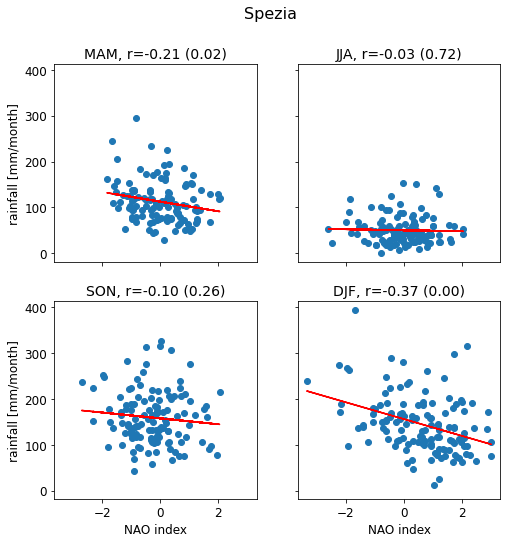 Spezia
MAM, r=-0.21 (0.02)
JJA, r=-0.03 (0.72)
400
300
200
100
0
rainfall [mm/month]
SON, r=-0.10 (0.26)
DJF, r=-0.37 (0.00)
400
300
200
100
0
rainfall [mm/month]
−2 0 2
−2 0 2
NAO index
NAO index